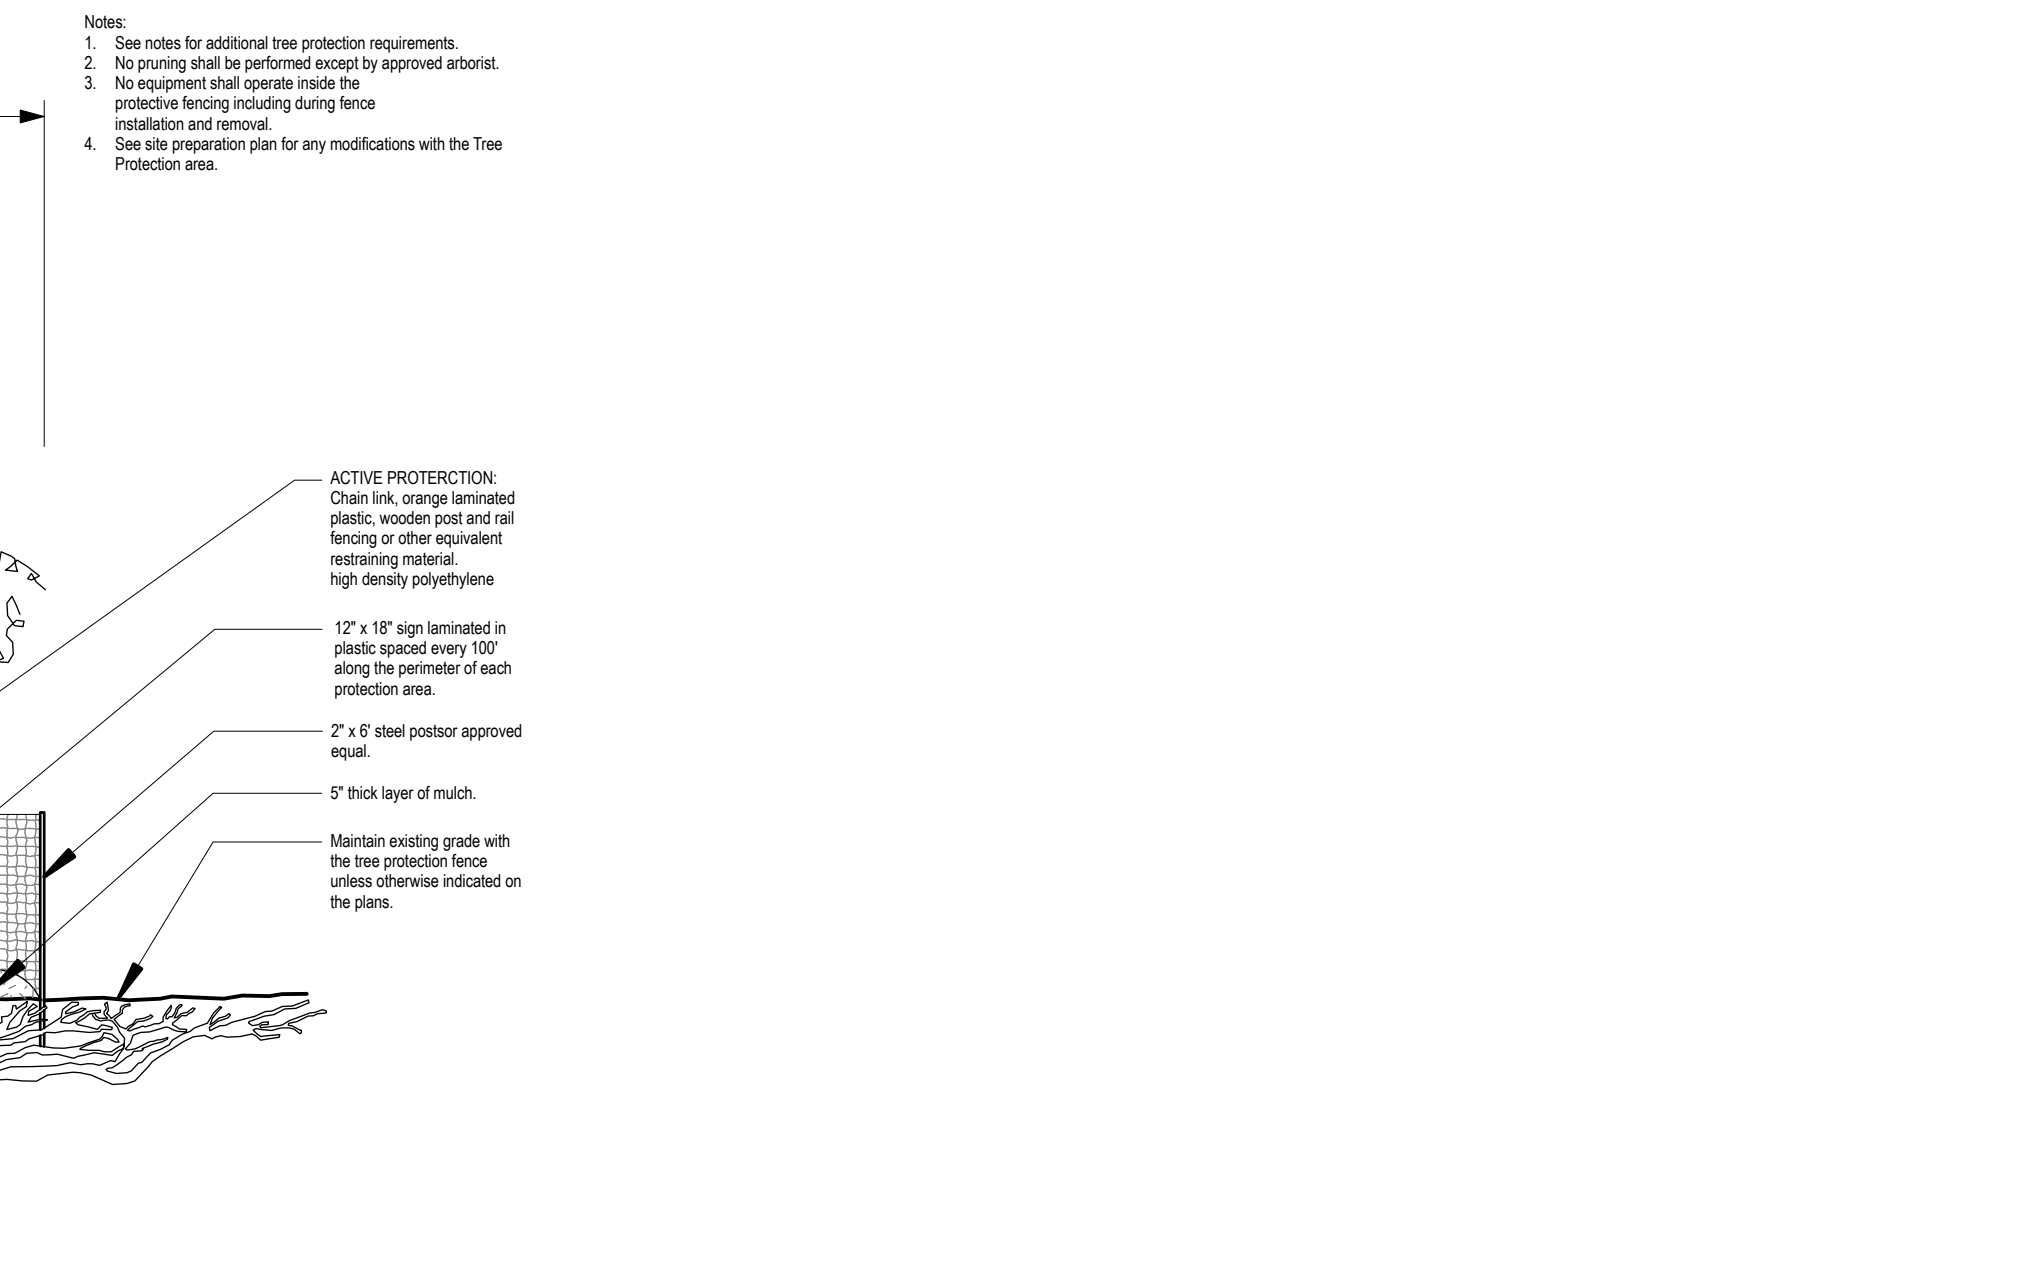 Notes:
1. See notes for additional tree protection requirements.
2. No pruning shall be performed except by approved arborist.
3. No equipment shall operate inside the
protective fencing including during fence
installation and removal.
4. See site preparation plan for any modifications with the Tree
Protection area.
ACTIVE PROTERCTION:
Chain link, orange laminated
plastic, wooden post and rail
fencing or other equivalent
restraining material.
high density polyethylene
12" x 18" sign laminated in
plastic spaced every 100'
along the perimeter of each
protection area.
2" x 6' steel postsor approved
equal.
5" thick layer of mulch.
Maintain existing grade with
the tree protection fence
unless otherwise indicated on
the plans.